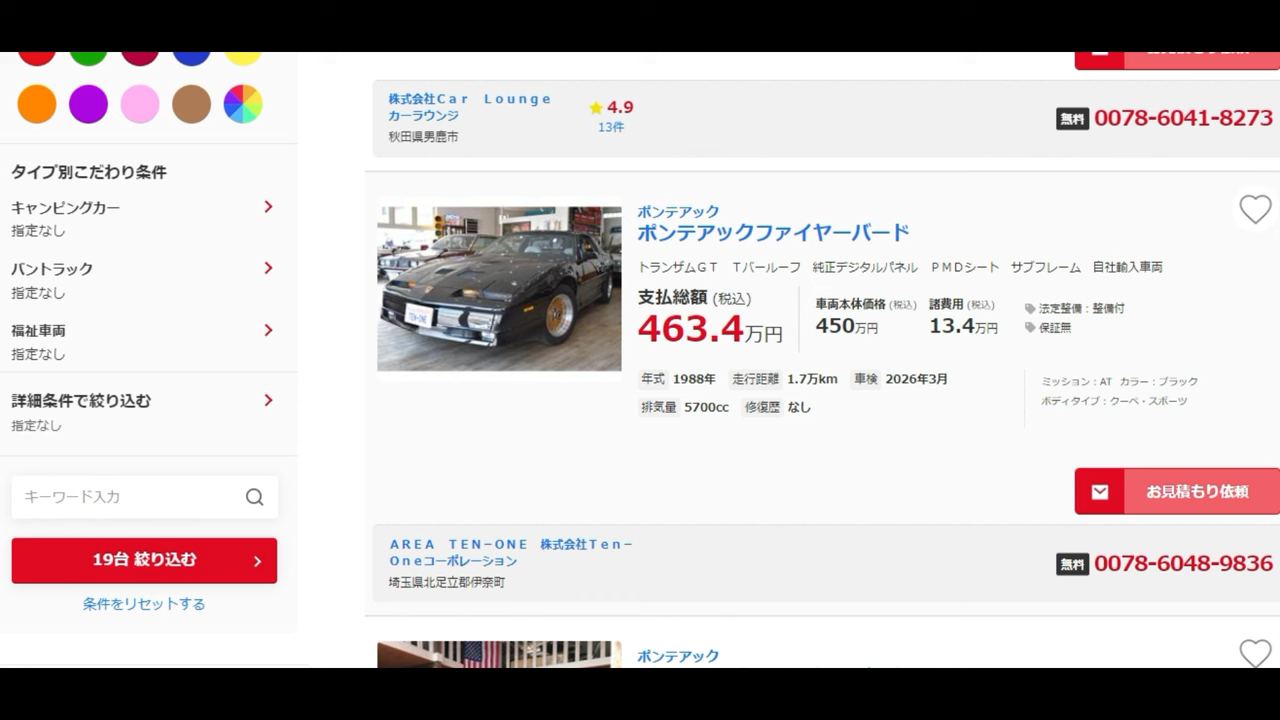 株式会社Ｃａｒ　Ｌｏｕｎｇｅ
カーラウンジ
秋田県男鹿市
4.9
13件
無料 0078-6041-8273
タイプ別こだわり条件
キャンピングカー
指定なし
バントラック
指定なし
福祉車両
指定なし
詳細条件で絞り込む
指定なし
キーワード入力
19台 絞り込む
条件をリセットする
ポンテアック
ポンテアックファイヤーバード
トランザムＧＴ　Ｔバールーフ　純正デジタルパネル　ＰＭＤシート　サブフレーム　自社輸入車両
支払総額 (税込)
463.4万円
車両本体価格 (税込) 諸費用 (税込)
450万円 13.4万円
法定整備：整備付
保証無
年式 1988年 走行距離 1.7万km 車検 2026年3月
排気量 5700cc 修復歴 なし
ミッション：AT カラー：ブラック
ボディタイプ：クーペ・スポーツ
TEN-ONE
お見積もり依頼
ＡＲＥＡ　ＴＥＮ−ＯＮＥ　株式会社Ｔｅｎ−
Ｏｎｅコーポレーション
埼玉県北足立郡伊奈町
無料 0078-6048-9836
ポンテアック